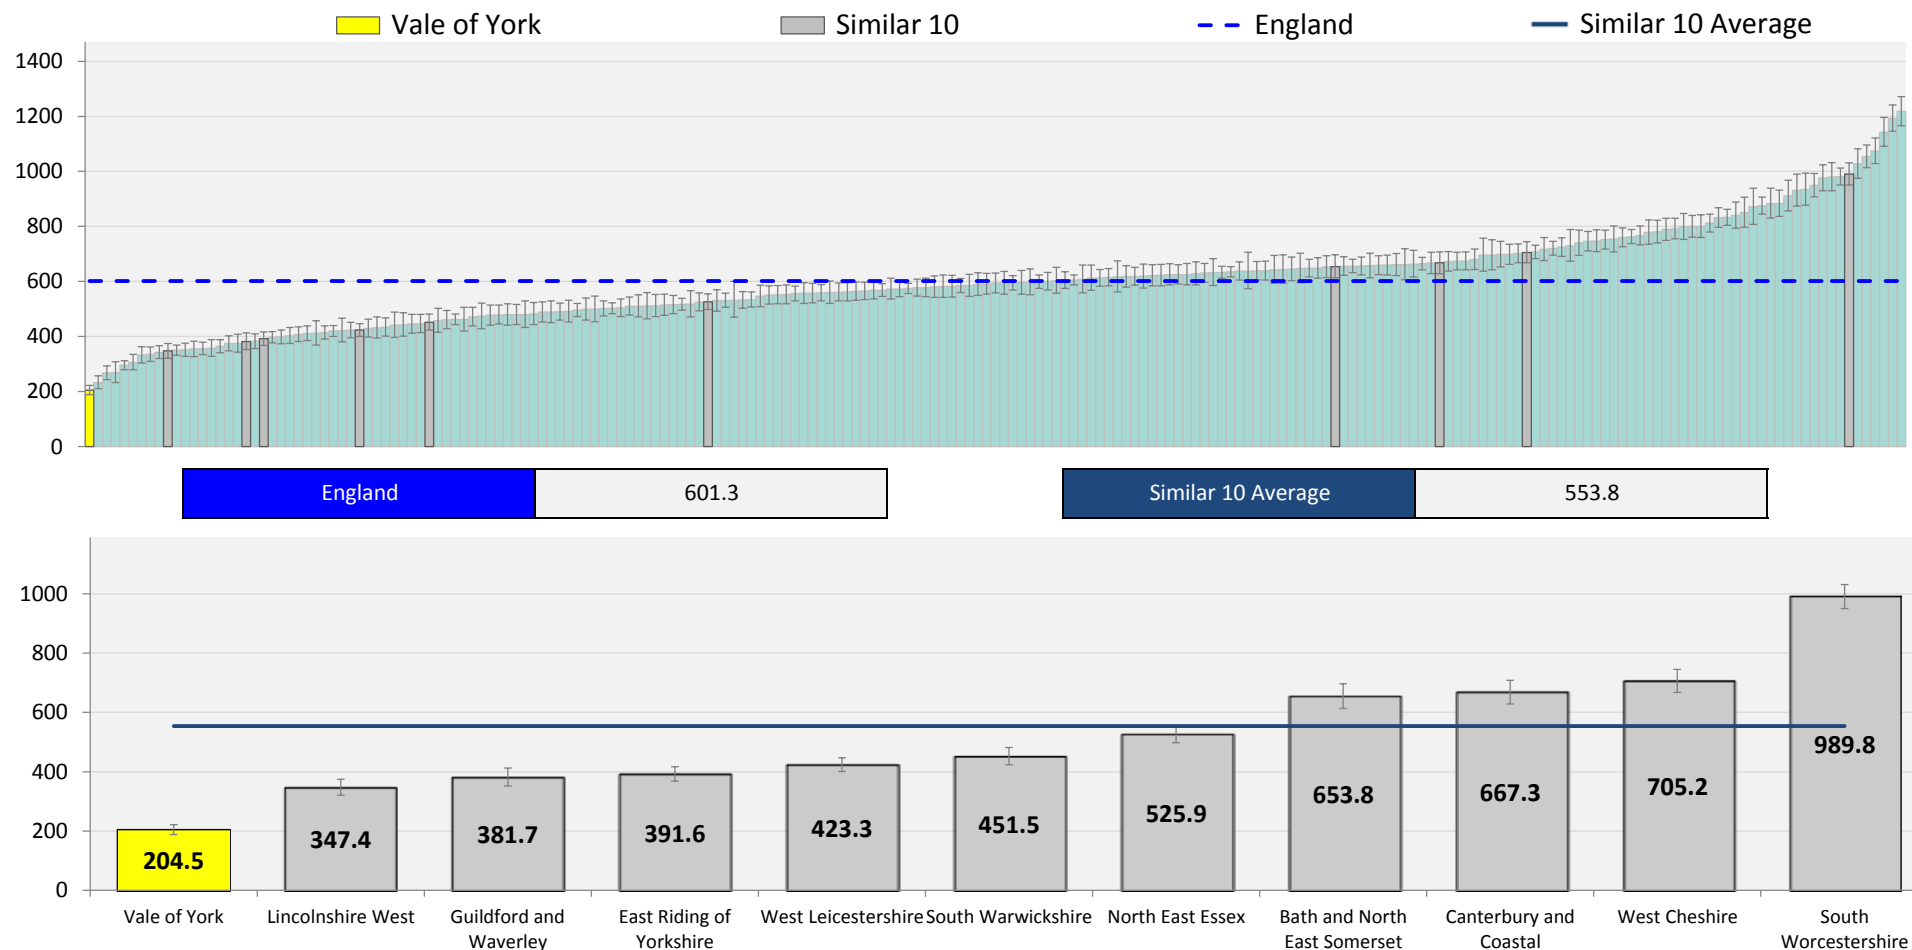 Vale of York
Similar 10
England
Similar 10 Average
1400
1200
1000
800
600
400
200
0
England
601.3
Similar 10 Average
553.8
1000
800
600
400
200
0
204.5
347.4
381.7
391.6
423.3
451.5
525.9
653.8
667.3
705.2
989.8
Vale of York
Lincolnshire West
Guildford and
Waverley
East Riding of
Yorkshire
West Leicestershire
South Warwickshire
North East Essex
Bath and North
East Somerset
Canterbury and
Coastal
West Cheshire
South
Worcestershire